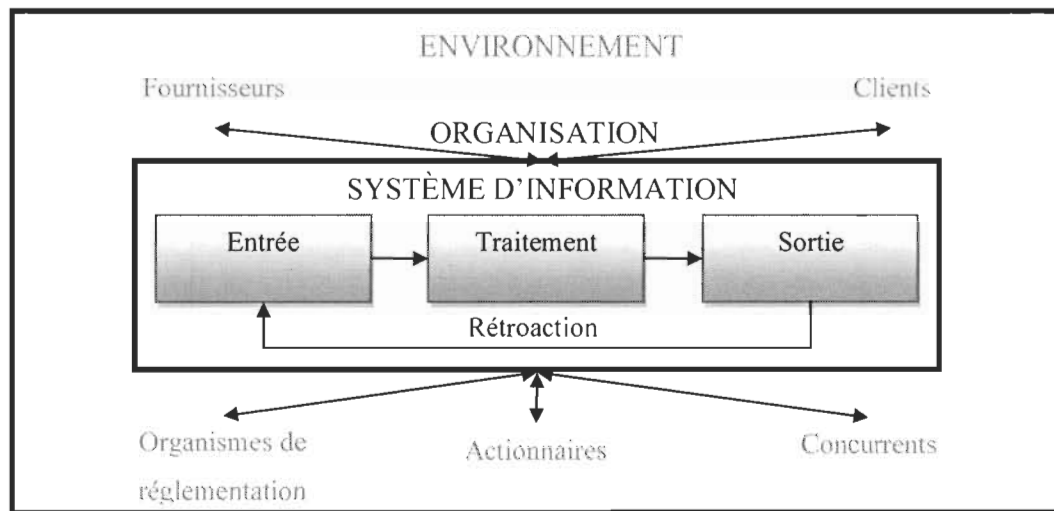 ENVIRONNEMENT
Fournisseurs
Clients
ORGANISATION
SYSTÈME D'INFORMATION
Entrée
Traitement
Sortie
Rétroaction
Organismes de
réglementation
Actionnaires
Concurrents